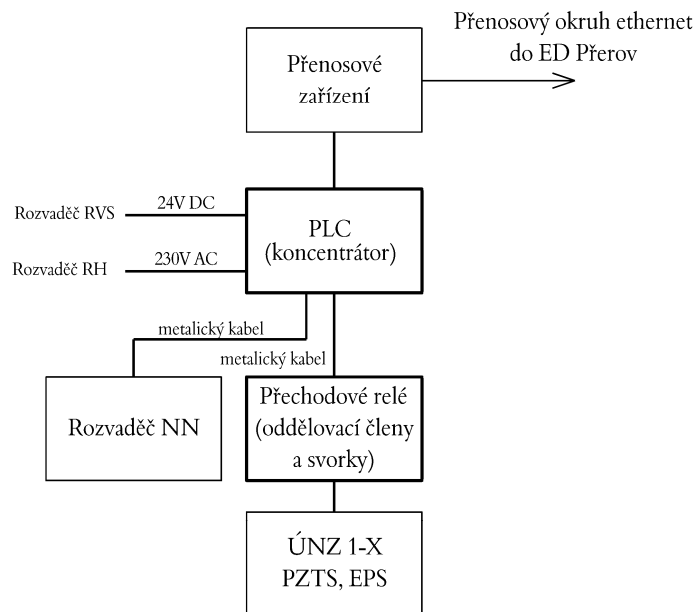 Přenosový okruh ethernet
do ED Přerov
Přenosové
zařízení
Rozvaděč RVS
24V DC
PLC
(koncentrátor)
Rozvaděč RH
230V AC
metalický kabel
metalický kabel
Rozvaděč NN
Přechodové relé
(oddělovací členy
a svorky)
ÚNZ 1-X
PZTS, EPS